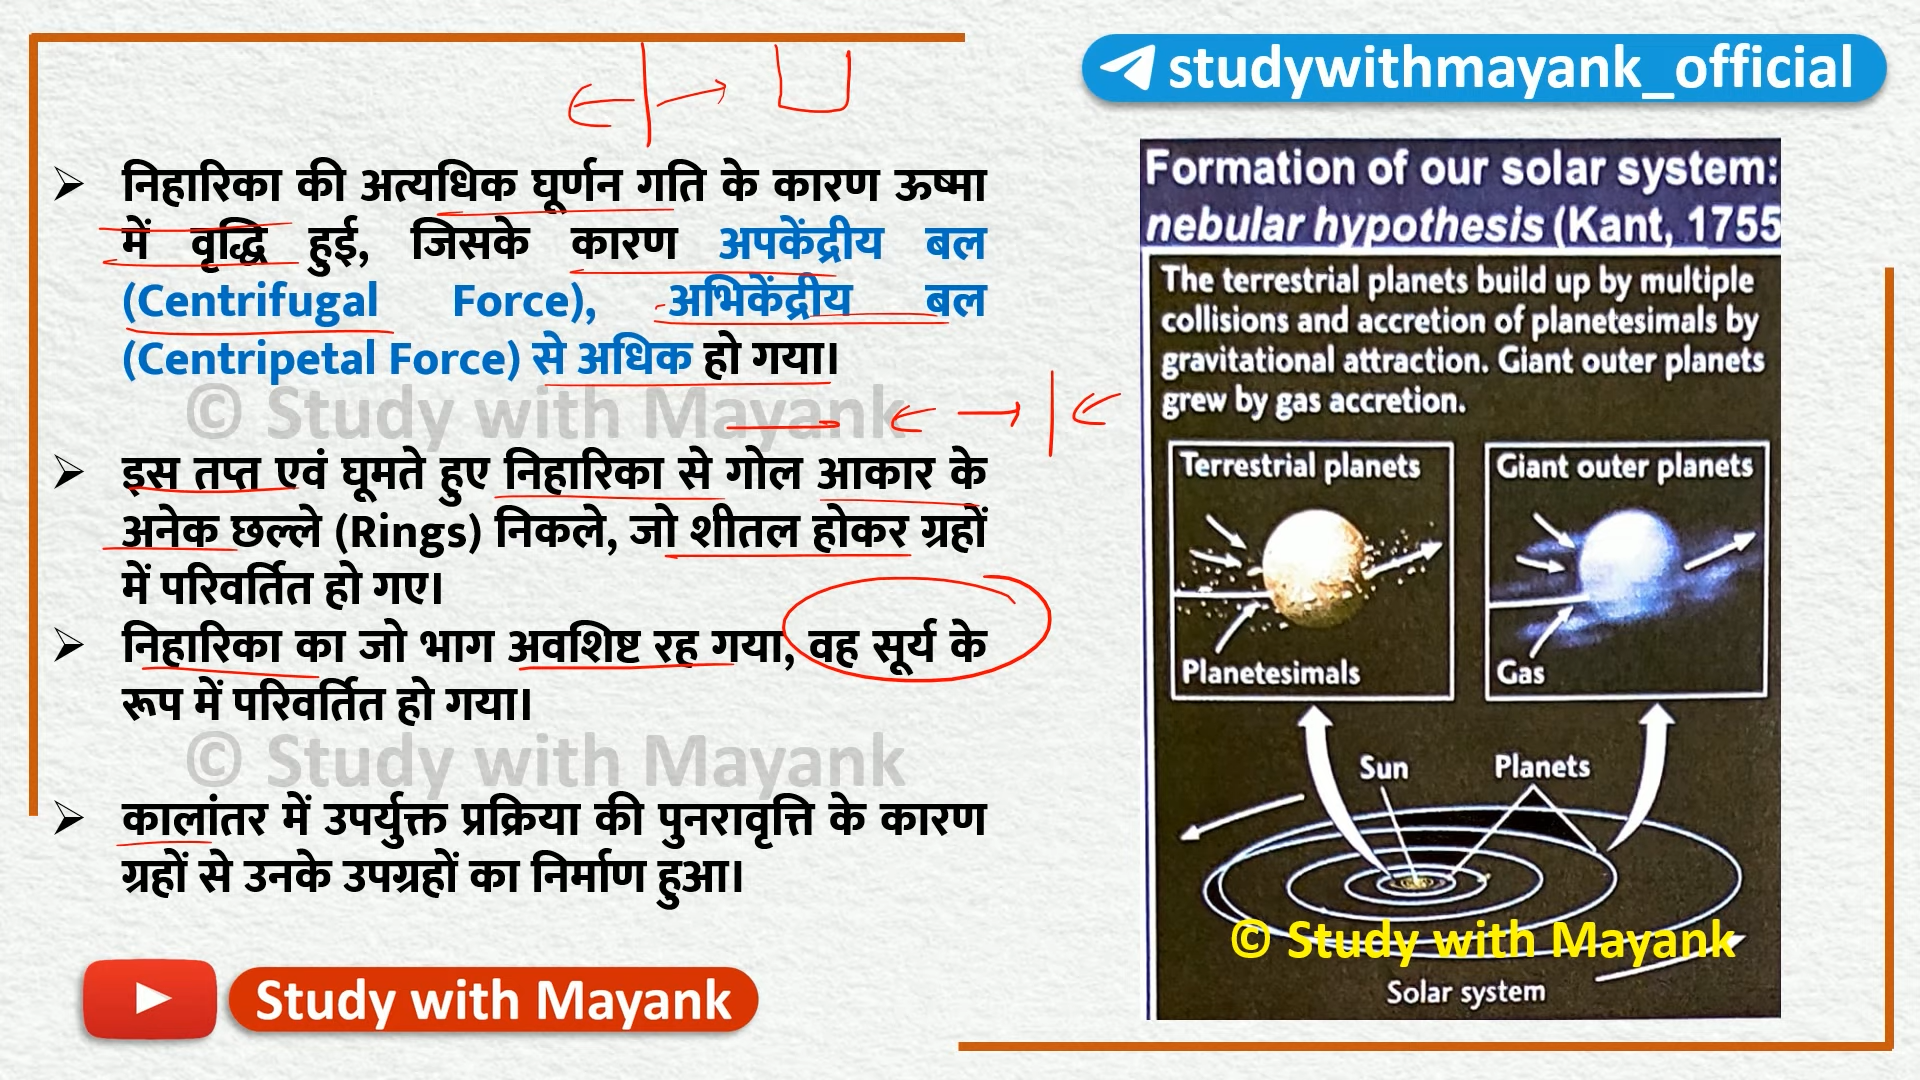 studywithmayank_official
निहारिका की अत्यधिक घूर्णन गति के कारण ऊष्मा
में वृद्धि हुई, जिसके कारण अपकेंद्रीय बल
(Centrifugal Force), अभिकेंद्रीय बल
(Centripetal Force) से अधिक हो गया।
© Study with Mayank
इस तप्त एवं घूमते हुए निहारिका से गोल आकार के
अनेक छल्ले (Rings) निकले, जो शीतल होकर ग्रहों
में परिवर्तित हो गए।
निहारिका का जो भाग अवशिष्ट रह गया, वह सूर्य के
रूप में परिवर्तित हो गया।
© Study with Mayank
कालांतर में उपर्युक्त प्रक्रिया की पुनरावृत्ति के कारण
ग्रहों से उनके उपग्रहों का निर्माण हुआ।
Study with Mayank
Formation of our solar system:
nebular hypothesis (Kant, 1755
The terrestrial planets build up by multiple
collisions and accretion of planetesimals by
gravitational attraction. Giant outer planets
grew by gas accretion.
Terrestrial planets
Giant outer planets
Planetesimals
Gas
Sun
Planets
© Study with Mayank
Solar system